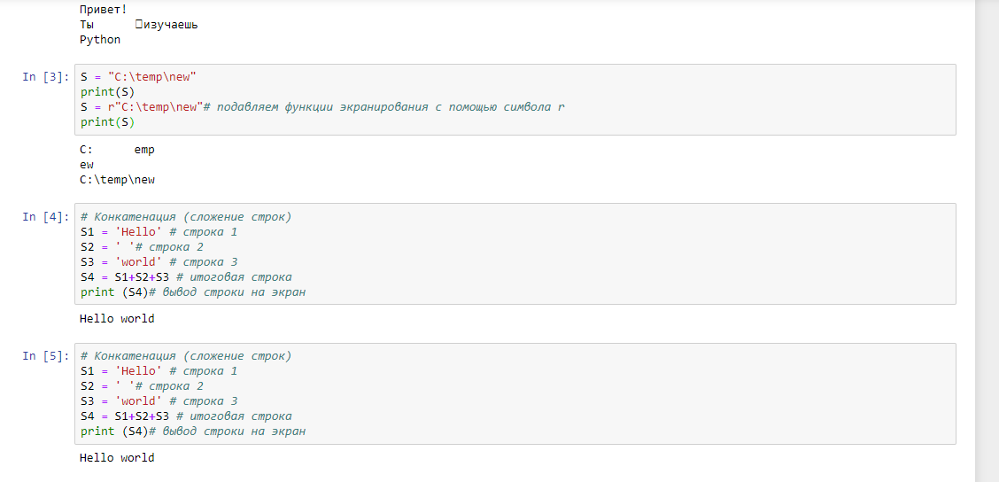 Привет!
Ты изучаешь
Python
In [3]: S = "C:\temp\new"
print(S)
S = r"C:\temp\new"# подавляем функции экранирования с помощью символа r
print(S)
C: emp
ew
C:\temp\new
In [4]: # Конкатенация (сложение строк)
S1 = 'Hello' # строка 1
S2 = ' '# строка 2
S3 = 'world' # строка 3
S4 = S1+S2+S3 # итоговая строка
print (S4)# вывод строки на экран
Hello world
In [5]: # Конкатенация (сложение строк)
S1 = 'Hello' # строка 1
S2 = ' '# строка 2
S3 = 'world' # строка 3
S4 = S1+S2+S3 # итоговая строка
print (S4)# вывод строки на экран
Hello world